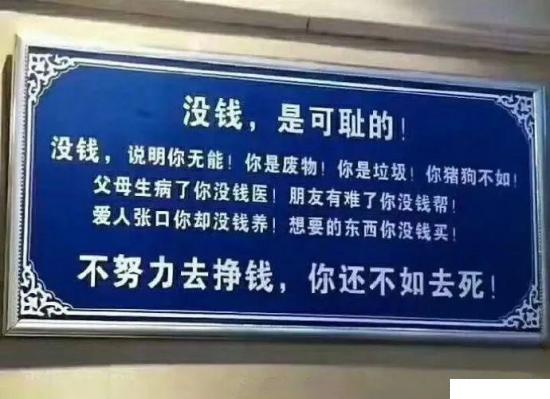 没钱，是可耻的！
没钱，说明你无能！你是废物！你是垃圾！你猪狗不如！
父母生病了你没钱医！朋友有难了你没钱帮！
爱人张口你却没钱养！想要的东西你没钱买！
不努力去挣钱，你还不如去死！